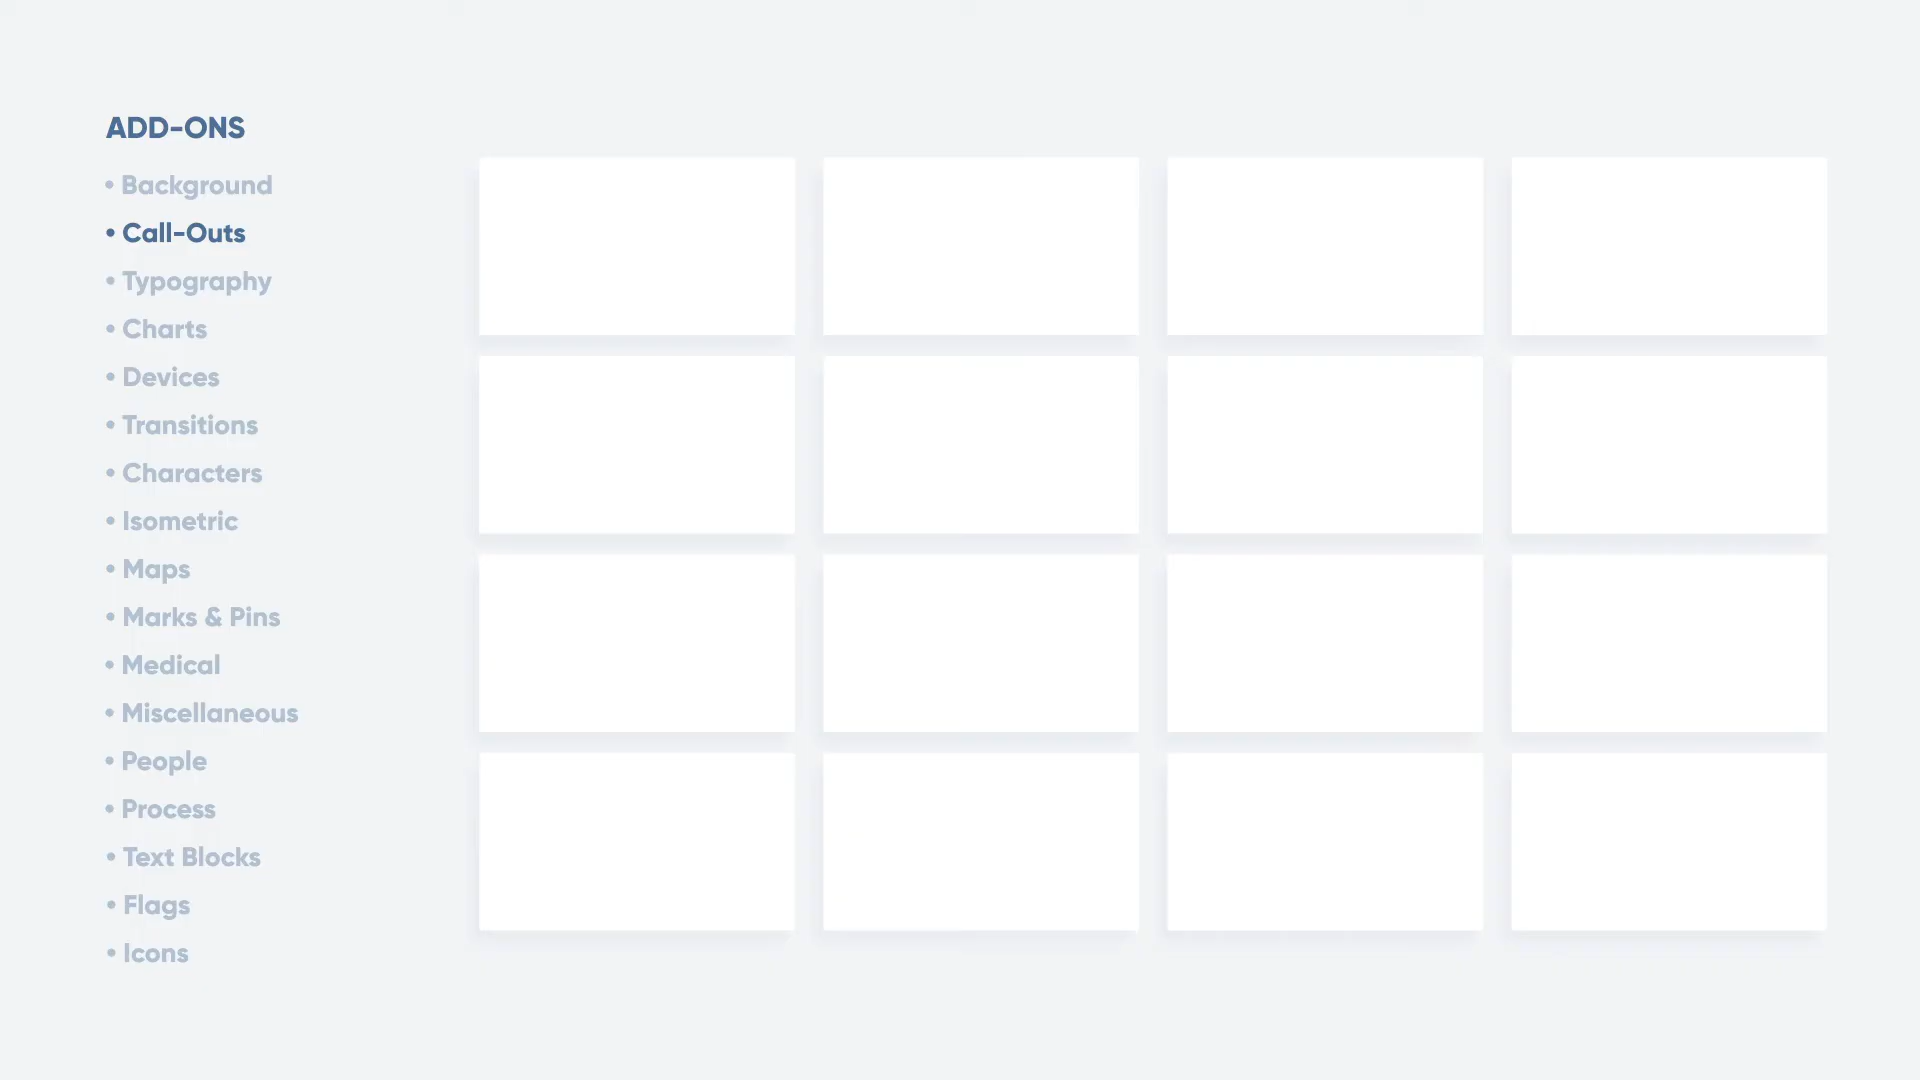 ADD-ONS
• Background
• Call-Outs
• Typography
• Charts
• Devices
• Transitions
• Characters
• Isometric
• Maps
• Marks & Pins
• Medical
• Miscellaneous
• People
• Process
• Text Blocks
• Flags
• Icons